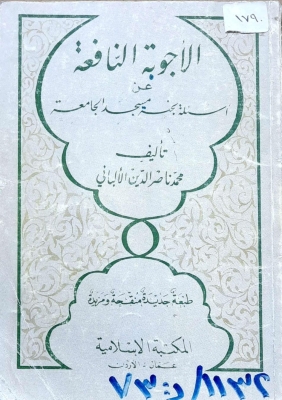 ١٧٩٠
الأجوبة النافعة
عن
أسئلة لجنة مسجد الجامعة
تأليف
محمد ناصر الدين الألباني
طبعة جديدة منقحة ومزيدة
المكتبة الإسلامية
عمان - الأردن